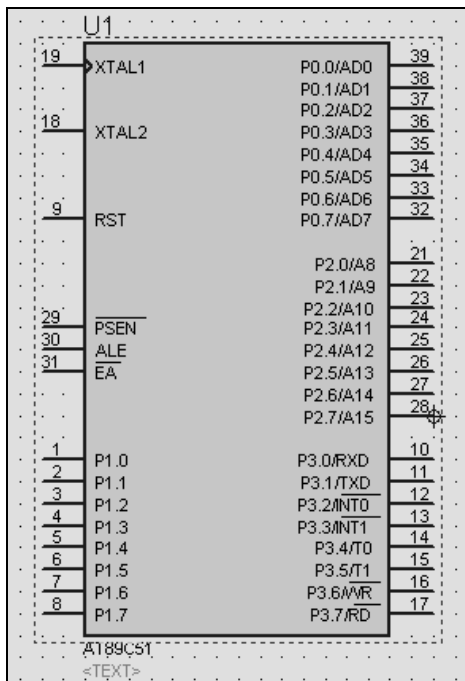 U1
19 XTAL1 P0.0/AD0 39
P0.1/AD1 38
P0.2/AD2 37
18 XTAL2 P0.3/AD3 36
P0.4/AD4 35
P0.5/AD5 34
P0.6/AD6 33
9 RST P0.7/AD7 32
P2.0/A8 21
P2.1/A9 22
P2.2/A10 23
29 PSEN P2.3/A11 24
30 ALE P2.4/A12 25
31 EA P2.5/A13 26
P2.6/A14 27
P2.7/A15 28
1 P1.0 P3.0/RXD 10
2 P1.1 P3.1/TXD 11
3 P1.2 P3.2/INT0 12
4 P1.3 P3.3/INT1 13
5 P1.4 P3.4/T0 14
6 P1.5 P3.5/T1 15
7 P1.6 P3.6/WR 16
8 P1.7 P3.7/RD 17
AT89C51
<TEXT>